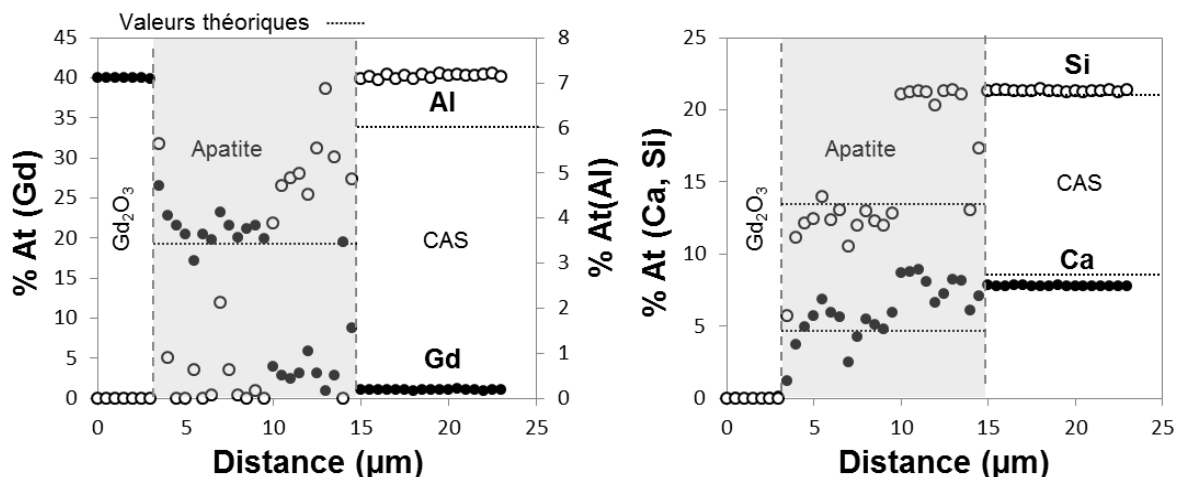 Valeurs théoriques
45
40
35
30
25
20
15
10
5
0
% At (Gd)
8
7
6
5
4
3
2
1
0
% At(Al)
Al
Apatite
Gd₂O₃
CAS
Gd
0 5 10 15 20 25
Distance (µm)
25
20
15
10
5
0
% At (Ca, Si)
Si
Apatite
Gd₂O₃
CAS
Ca
0 5 10 15 20 25
Distance (µm)